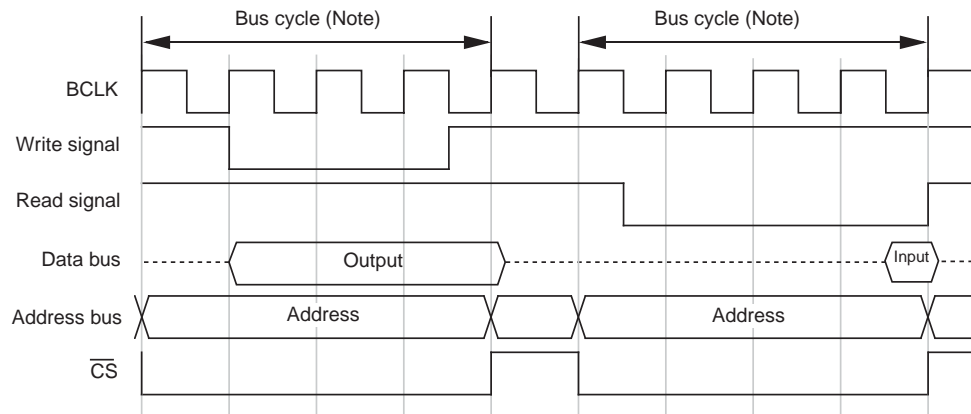 Bus cycle (Note) Bus cycle (Note)
BCLK
Write signal
Read signal
Data bus Output Input
Address bus Address Address
C̅S̅